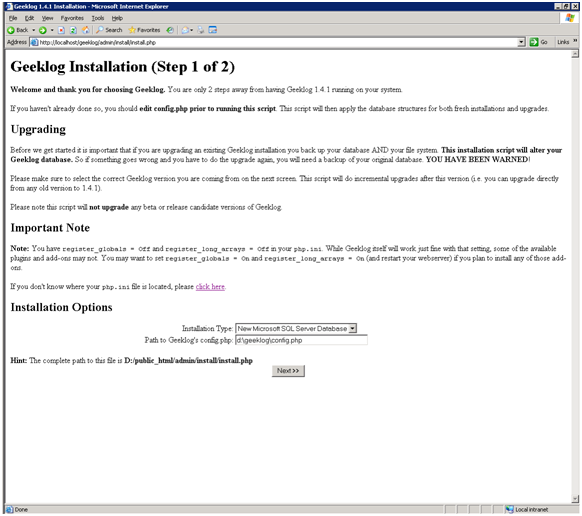 Geeklog 1.4.1 Installation - Microsoft Internet Explorer
File Edit View Favorites Tools Help
Back Search Favorites
Address http://localhost/geeklog/admin/install/install.php Go Links »
Geeklog Installation (Step 1 of 2)
Welcome and thank you for choosing Geeklog. You are only 2 steps away from having Geeklog 1.4.1 running on your system.
If you haven't already done so, you should edit config.php prior to running this script. This script will then apply the database structures for both fresh installations and upgrades.
Upgrading
Before we get started it is important that if you are upgrading an existing Geeklog installation you back up your database AND your file system. This installation script will alter your
Geeklog database. So if something goes wrong and you have to do the upgrade again, you will need a backup of your original database. YOU HAVE BEEN WARNED!
Please make sure to select the correct Geeklog version you are coming from on the next screen. This script will do incremental upgrades after this version (i.e. you can upgrade directly
from any old version to 1.4.1).
Please note this script will not upgrade any beta or release candidate versions of Geeklog.
Important Note
Note: You have register_globals = Off and register_long_arrays = Off in your php.ini. While Geeklog itself will work just fine with that setting, some of the available
plugins and add-ons may not. You may want to set register_globals = On and register_long_arrays = On (and restart your webserver) if you plan to install any of those add-
ons.
If you don't know where your php.ini file is located, please click here.
Installation Options
Installation Type: New Microsoft SQL Server Database
Path to Geeklog's config.php: d:\geeklog\config.php
Hint: The complete path to this file is D:/public_html/admin/install/install.php
Next >>
Done Local intranet